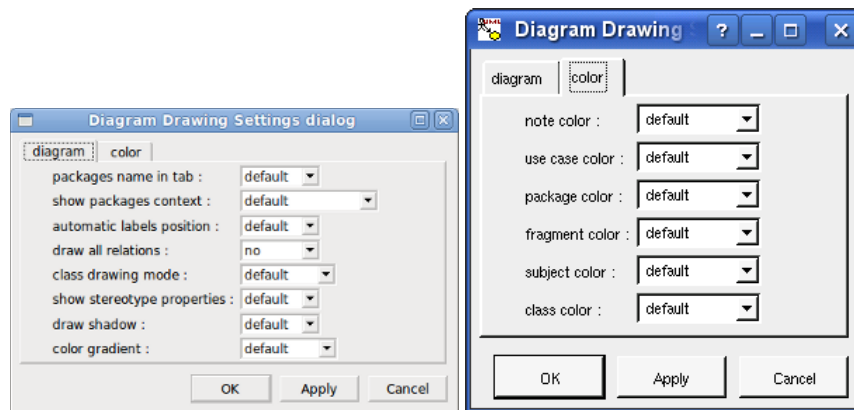 Diagram Drawing Settings dialog
diagram color
packages name in tab : default
show packages context : default
automatic labels position : default
draw all relations : no
class drawing mode : default
show stereotype properties : default
draw shadow : default
color gradient : default
OK Apply Cancel
UML
Diagram Drawing
diagram color
note color : default
use case color : default
package color : default
fragment color : default
subject color : default
class color : default
OK Apply Cancel